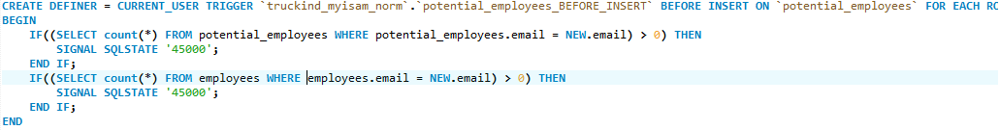 CREATE DEFINER = CURRENT_USER TRIGGER `truckind_myisam_norm`.`potential_employees_BEFORE_INSERT` BEFORE INSERT ON `potential_employees` FOR EACH RO
BEGIN
    IF((SELECT count(*) FROM potential_employees WHERE potential_employees.email = NEW.email) > 0) THEN
        SIGNAL SQLSTATE '45000';
    END IF;
    IF((SELECT count(*) FROM employees WHERE employees.email = NEW.email) > 0) THEN
        SIGNAL SQLSTATE '45000';
    END IF;
END